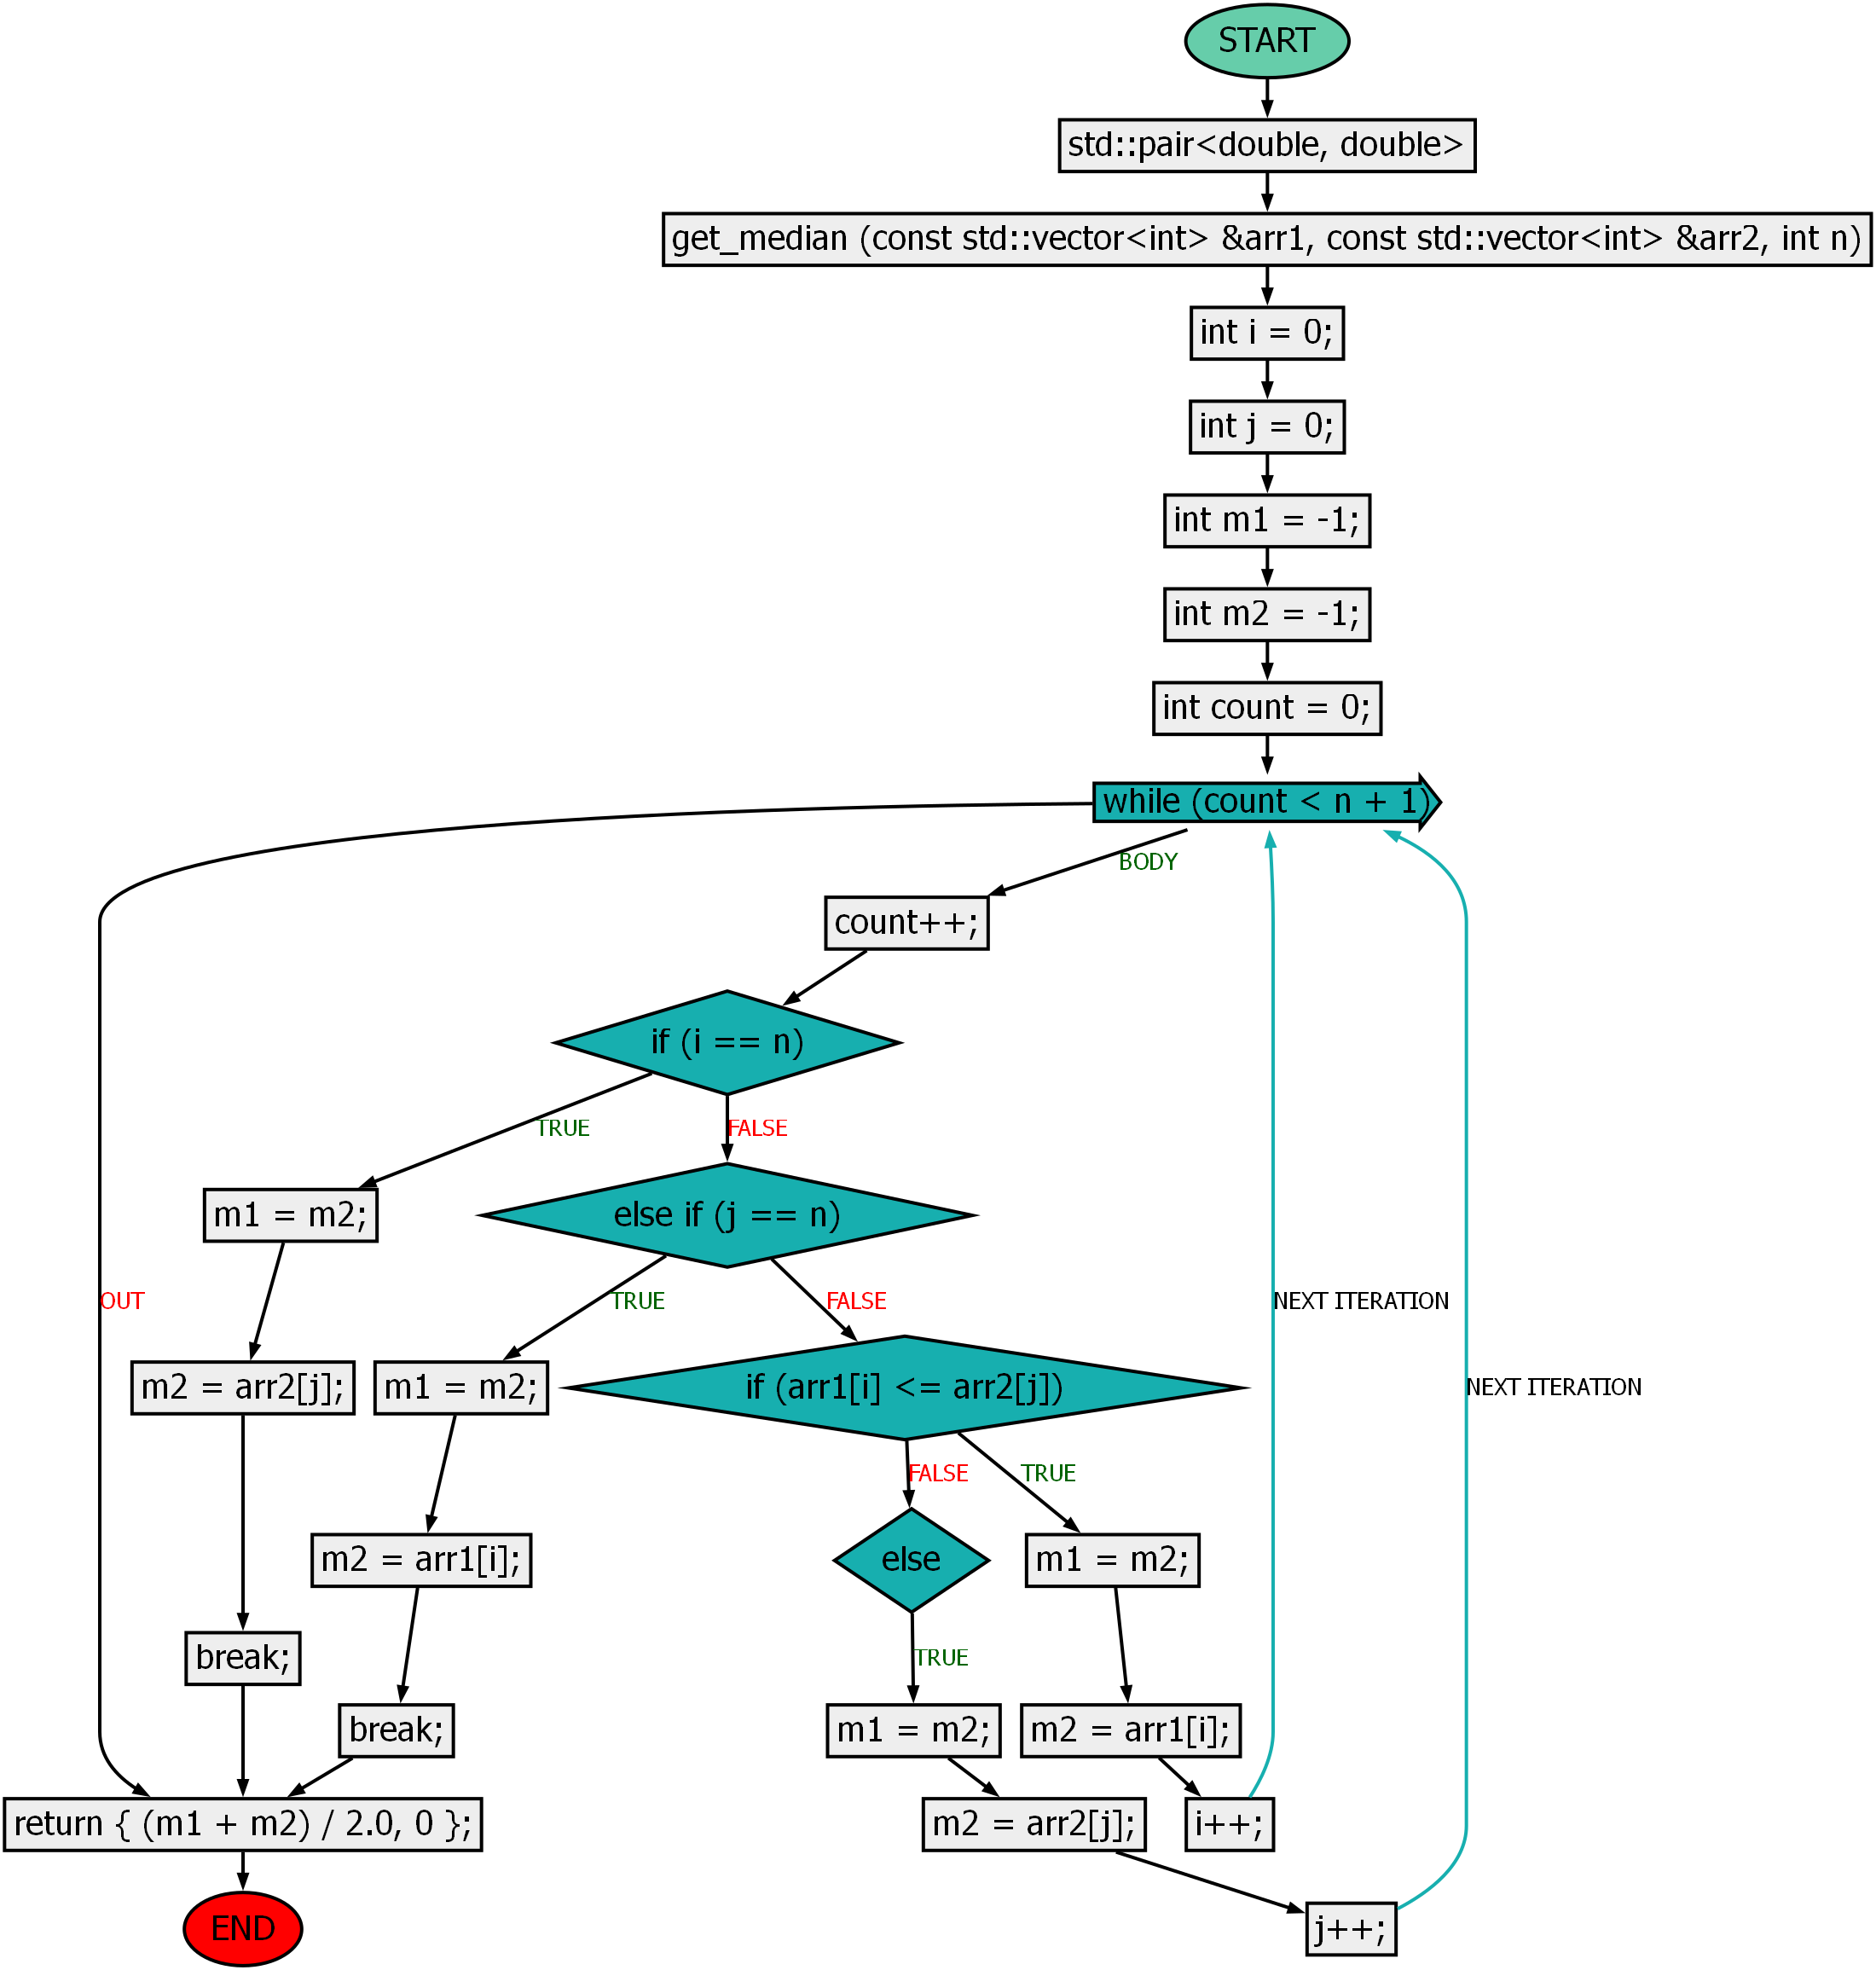 START
std::pair<double, double>
get_median (const std::vector<int> &arr1, const std::vector<int> &arr2, int n)
int i = 0;
int j = 0;
int m1 = -1;
int m2 = -1;
int count = 0;
while (count < n + 1)
BODY
count++;
if (i == n)
TRUE
FALSE
m1 = m2;
else if (j == n)
OUT
TRUE
FALSE
NEXT ITERATION
m2 = arr2[j];
m1 = m2;
if (arr1[i] <= arr2[j])
NEXT ITERATION
FALSE
TRUE
m2 = arr1[i];
else
m1 = m2;
break;
TRUE
break;
m1 = m2;
m2 = arr1[i];
return { (m1 + m2) / 2.0, 0 };
m2 = arr2[j];
i++;
END
j++;